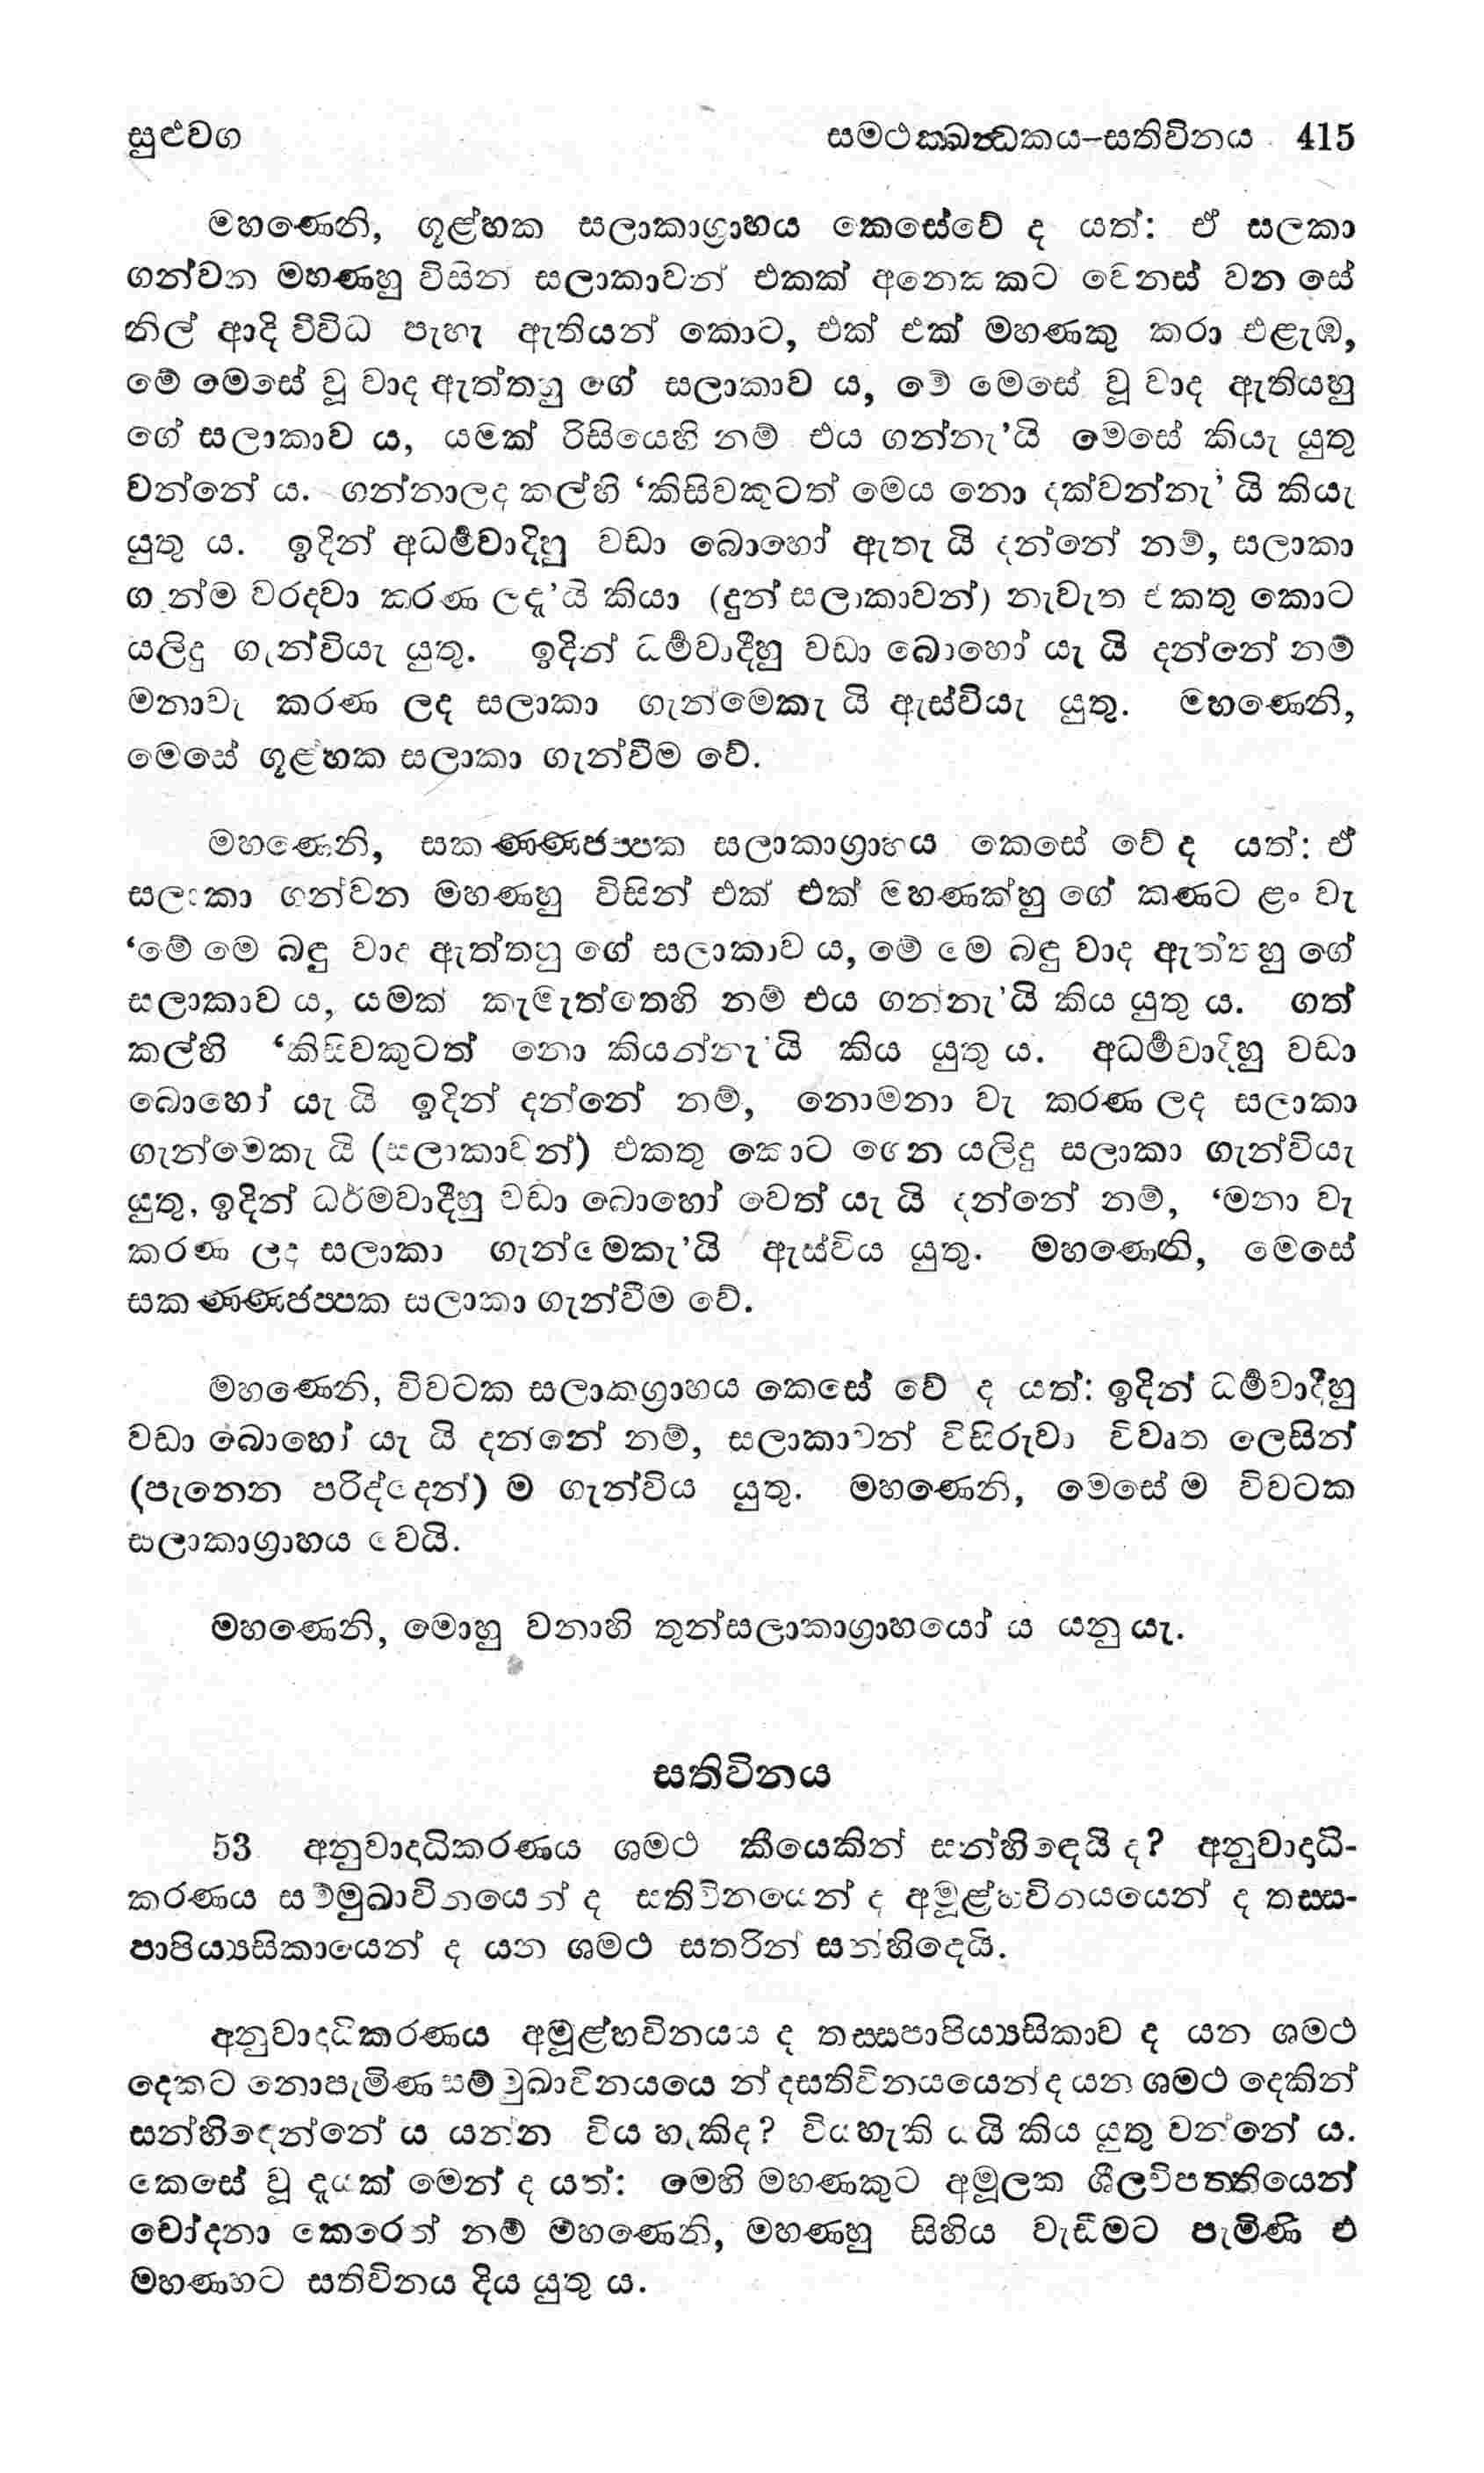 සුළුවග සමථක්ඛන්ධකය-සතිවිනය 415
මහණෙනි, ගූළ්හක සලාකාග්‍රාහය කෙසේවේ ද යත්: ඒ සලකා
ගන්වන මහණහු විසින් සලාකාවන් එකක් අනෙකකට වෙනස් වන සේ
නිල් ආදි විවිධ පැහැ ඇතියන් කොට, එක් එක් මහණකු කරා එළැඹ,
මේ මෙසේ වූ වාද ඇත්තහු ගේ සලාකාව ය, මේ මෙසේ වූ වාද ඇතියහු
ගේ සලාකාව ය, යමක් රිසියෙහි නම් එය ගන්නැ’යි මෙසේ කියැ යුතු
වන්නේ ය. ගන්නාලද කල්හි ‘කිසිවකුටත් මෙය නො දක්වන්නැ’ යි කියැ
යුතු ය. ඉදින් අධර්‍මවාදිහු වඩා බොහෝ ඇතැ යි දන්නේ නම්, සලාකා
ගන්ම වරදවා කරණ ලදැ’යි කියා (දුන් සලාකාවන්) නැවැත එකතු කොට
යලිදු ගැන්වියැ යුතු. ඉදින් ධර්‍මවාදීහු වඩා බොහෝ යැ යි දන්නේ නම්
මනාවැ කරණ ලද සලාකා ගැන්මෙකැ යි ඇස්වියැ යුතු. මහණෙනි,
මෙසේ ගූළ්හක සලාකා ගැන්වීම වේ.
මහණෙනි, සකණ්ණජප්පක සලාකාග්‍රාහය කෙසේ වේ ද යත්: ඒ
සලාකා ගන්වන මහණහු විසින් එක් එක් මහණක්හු ගේ කණට ළං වැ
‘මේ මෙ බඳු වාද ඇත්තහු ගේ සලාකාව ය, මේ මෙ බඳු වාද ඇත්තහු ගේ
සලාකාව ය, යමක් කැමැත්තෙහි නම් එය ගන්නැ’යි කිය යුතු ය. ගත්
කල්හි ‘කිසිවකුටත් නො කියන්නැ’යි කිය යුතු ය. අධර්‍මවාදිහු වඩා
බොහෝ යැ යි ඉදින් දන්නේ නම්, නොමනා වැ කරණ ලද සලාකා
ගැන්මෙකැ යි (සලාකාවන්) එකතු කොට ගෙන යලිදු සලාකා ගැන්වියැ
යුතු, ඉදින් ධර්මවාදීහු වඩා බොහෝ වෙත් යැ යි දන්නේ නම්, ‘මනා වැ
කරණ ලද සලාකා ගැන්මෙකැ’යි ඇස්විය යුතු. මහණෙනි, මෙසේ
සකණ්ණජප්පක සලාකා ගැන්වීම වේ.
මහණෙනි, විවටක සලාකග්‍රාහය කෙසේ වේ ද යත්: ඉදින් ධර්‍මවාදීහු
වඩා බොහෝ යැ යි දන්නේ නම්, සලාකාවන් විසිරුවා විවෘත ලෙසින්
(පැනෙන පරිද්දෙන්) ම ගැන්විය යුතු. මහණෙනි, මෙසේ ම විවටක
සලාකාග්‍රාහය වෙයි.
මහණෙනි, මොහු වනාහි තුන්සලාකාග්‍රාහයෝ ය යනු යැ.
සතිවිනය
53 අනුවාදාධිකරණය ශමථ කීයෙකින් සන්හිඳෙයි ද? අනුවාදාධි-
කරණය සම්මුඛාවිනයෙන් ද සතිවිනයෙන් ද අමූළ්හවිනයයෙන් ද තස්ස-
පාපිය්‍යසිකායෙන් ද යන ශමථ සතරින් සන්හිදෙයි.
අනුවාදාධිකරණය අමූළ්හවිනයය ද තස්සපාපිය්‍යසිකාව ද යන ශමථ
දෙකට නොපැමිණ සම්මුඛාවිනයයෙන් දසතිවිනයයෙන්ද යන ශමථ දෙකින්
සන්හිඳෙන්නේ ය යන්න විය හැකිද? වියහැකි යයි කිය යුතු වන්නේ ය.
කෙසේ වූ දැයක් මෙන් ද යත්: මෙහි මහණකුට අමූලක ශීලවිපත්තියෙන්
චෝදනා කෙරෙත් නම් මහණෙනි, මහණහු සිහිය වැඩීමට පැමිණි එ
මහණහට සතිවිනය දිය යුතු ය.